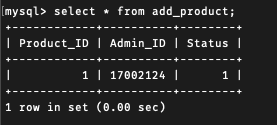 mysql> select * from add_product;
+------------+----------+--------+
| Product_ID | Admin_ID | Status |
+------------+----------+--------+
|          1 | 17002124 |      1 |
+------------+----------+--------+
1 row in set (0.00 sec)